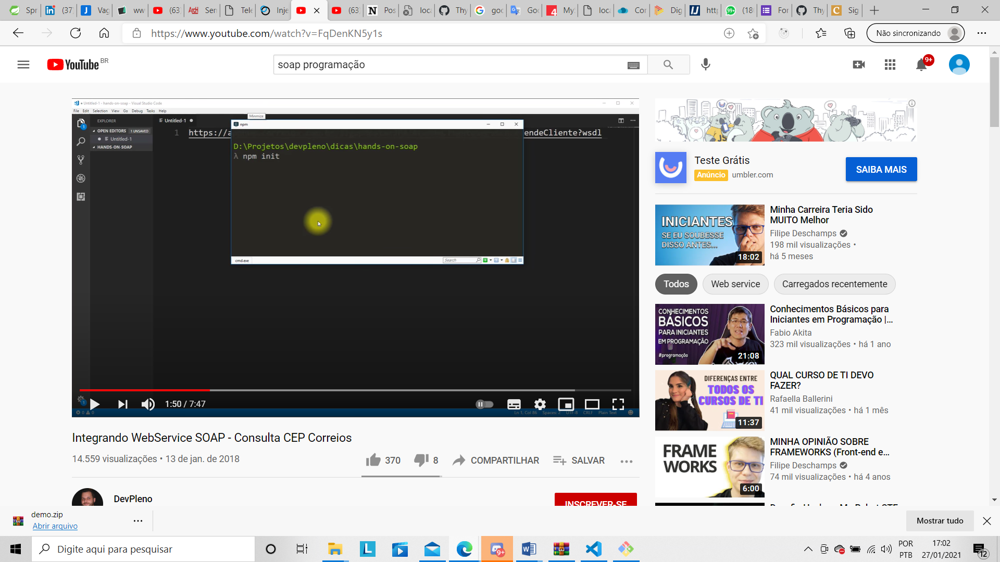 Spr
(37
Vag
ww
(63
Sen
Tele
Inje
(63
Pos
loca
Thy
goo
Goo
My
loca
Cor
Dig
http
(18
For
Thy
Sig
https://www.youtube.com/watch?v=FqDenKN5y1s
Não sincronizando
YouTube BR
soap programação
9+
Untitled-1 - hands-on-soap - Visual Studio Code
File Edit Selection View Go Debug Tasks Help
Minimize
EXPLORER
OPEN EDITORS 1 UNSAVED
Untitled-1
HANDS-ON-SOAP
Untitled-1
1 https://a
endeCliente?wsdl
npm
D:\Projetos\devpleno\dicas\hands-on-soap
λ npm init
cmd.exe
Search
1:50 / 7:47
Ln 1, Col 86 Spaces: 2 UTF-8 CRLF Plain Text
Integrando WebService SOAP - Consulta CEP Correios
14.559 visualizações • 13 de jan. de 2018
370
8
COMPARTILHAR
SALVAR
DevPleno
INSCREVER-SE
JS
Teste Grátis
Anúncio umbler.com
SAIBA MAIS
INICIANTES
SE EU SOUBESSE
DISSO ANTES...
18:02
Minha Carreira Teria Sido
MUITO Melhor
Filipe Deschamps
198 mil visualizações •
há 5 meses
Todos
Web service
Carregados recentemente
CONHECIMENTOS
BÁSICOS
PARA INICIANTES
EM PROGRAMAÇÃO
#programação
21:08
Conhecimentos Básicos para
Iniciantes em Programação |...
Fabio Akita
323 mil visualizações • há 1 ano
DIFERENÇAS ENTRE
TODOS OS
CURSOS DE TI
11:37
QUAL CURSO DE TI DEVO
FAZER?
Rafaella Ballerini
41 mil visualizações • há 1 mês
FRAME
WORKS
6:00
MINHA OPINIÃO SOBRE
FRAMEWORKS (Front-end e...
Filipe Deschamps
74 mil visualizações • há 4 anos
demo.zip
Abrir arquivo
Mostrar tudo
Digite aqui para pesquisar
9+
POR
PTB
17:02
27/01/2021
12